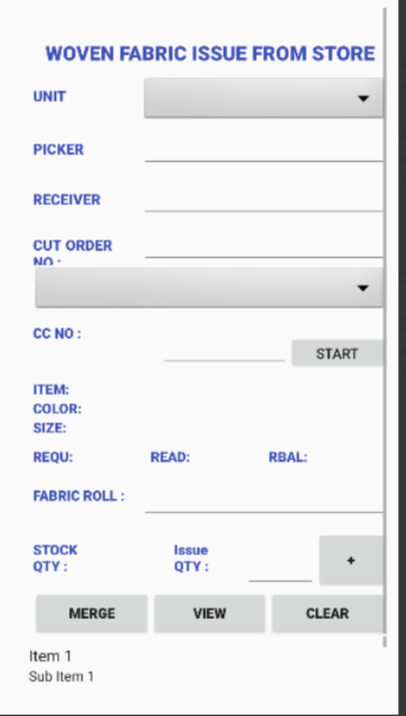 WOVEN FABRIC ISSUE FROM STORE
UNIT
PICKER
RECEIVER
CUT ORDER
NO :
CC NO :
START
ITEM:
COLOR:
SIZE:
REQU: READ: RBAL:
FABRIC ROLL :
STOCK Issue
QTY : QTY : +
MERGE VIEW CLEAR
Item 1
Sub Item 1